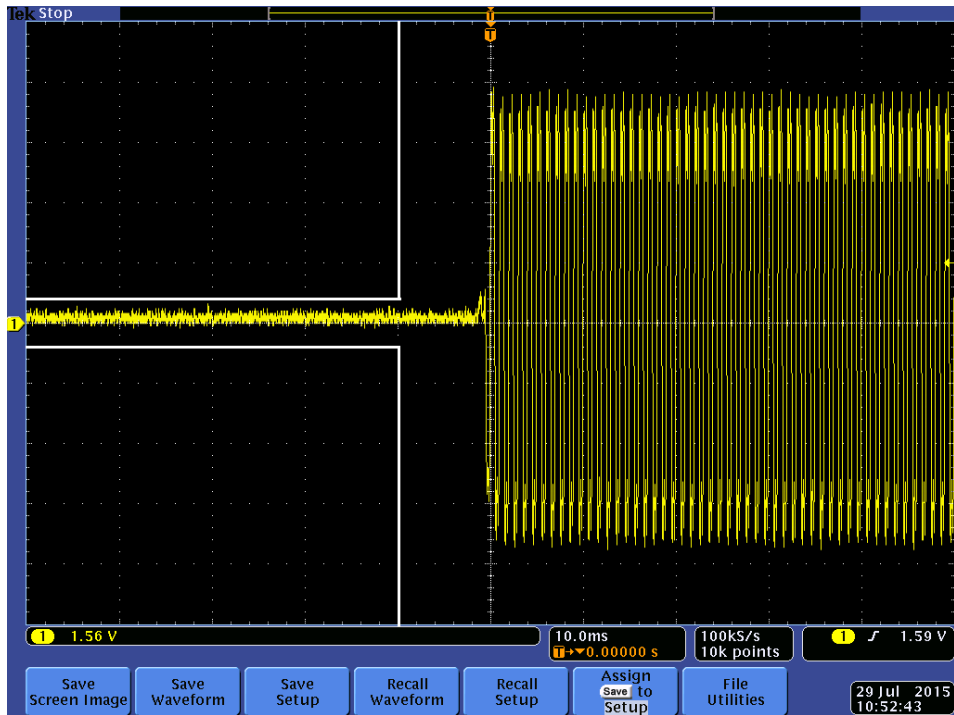 Tek Stop
T
T
1
1 1.56 V
10.0ms
T→▼0.00000 s
100kS/s
10k points
1 ƒ 1.59 V
Save
Screen Image
Save
Waveform
Save
Setup
Recall
Waveform
Recall
Setup
Assign
Save to
Setup
File
Utilities
29 Jul 2015
10:52:43